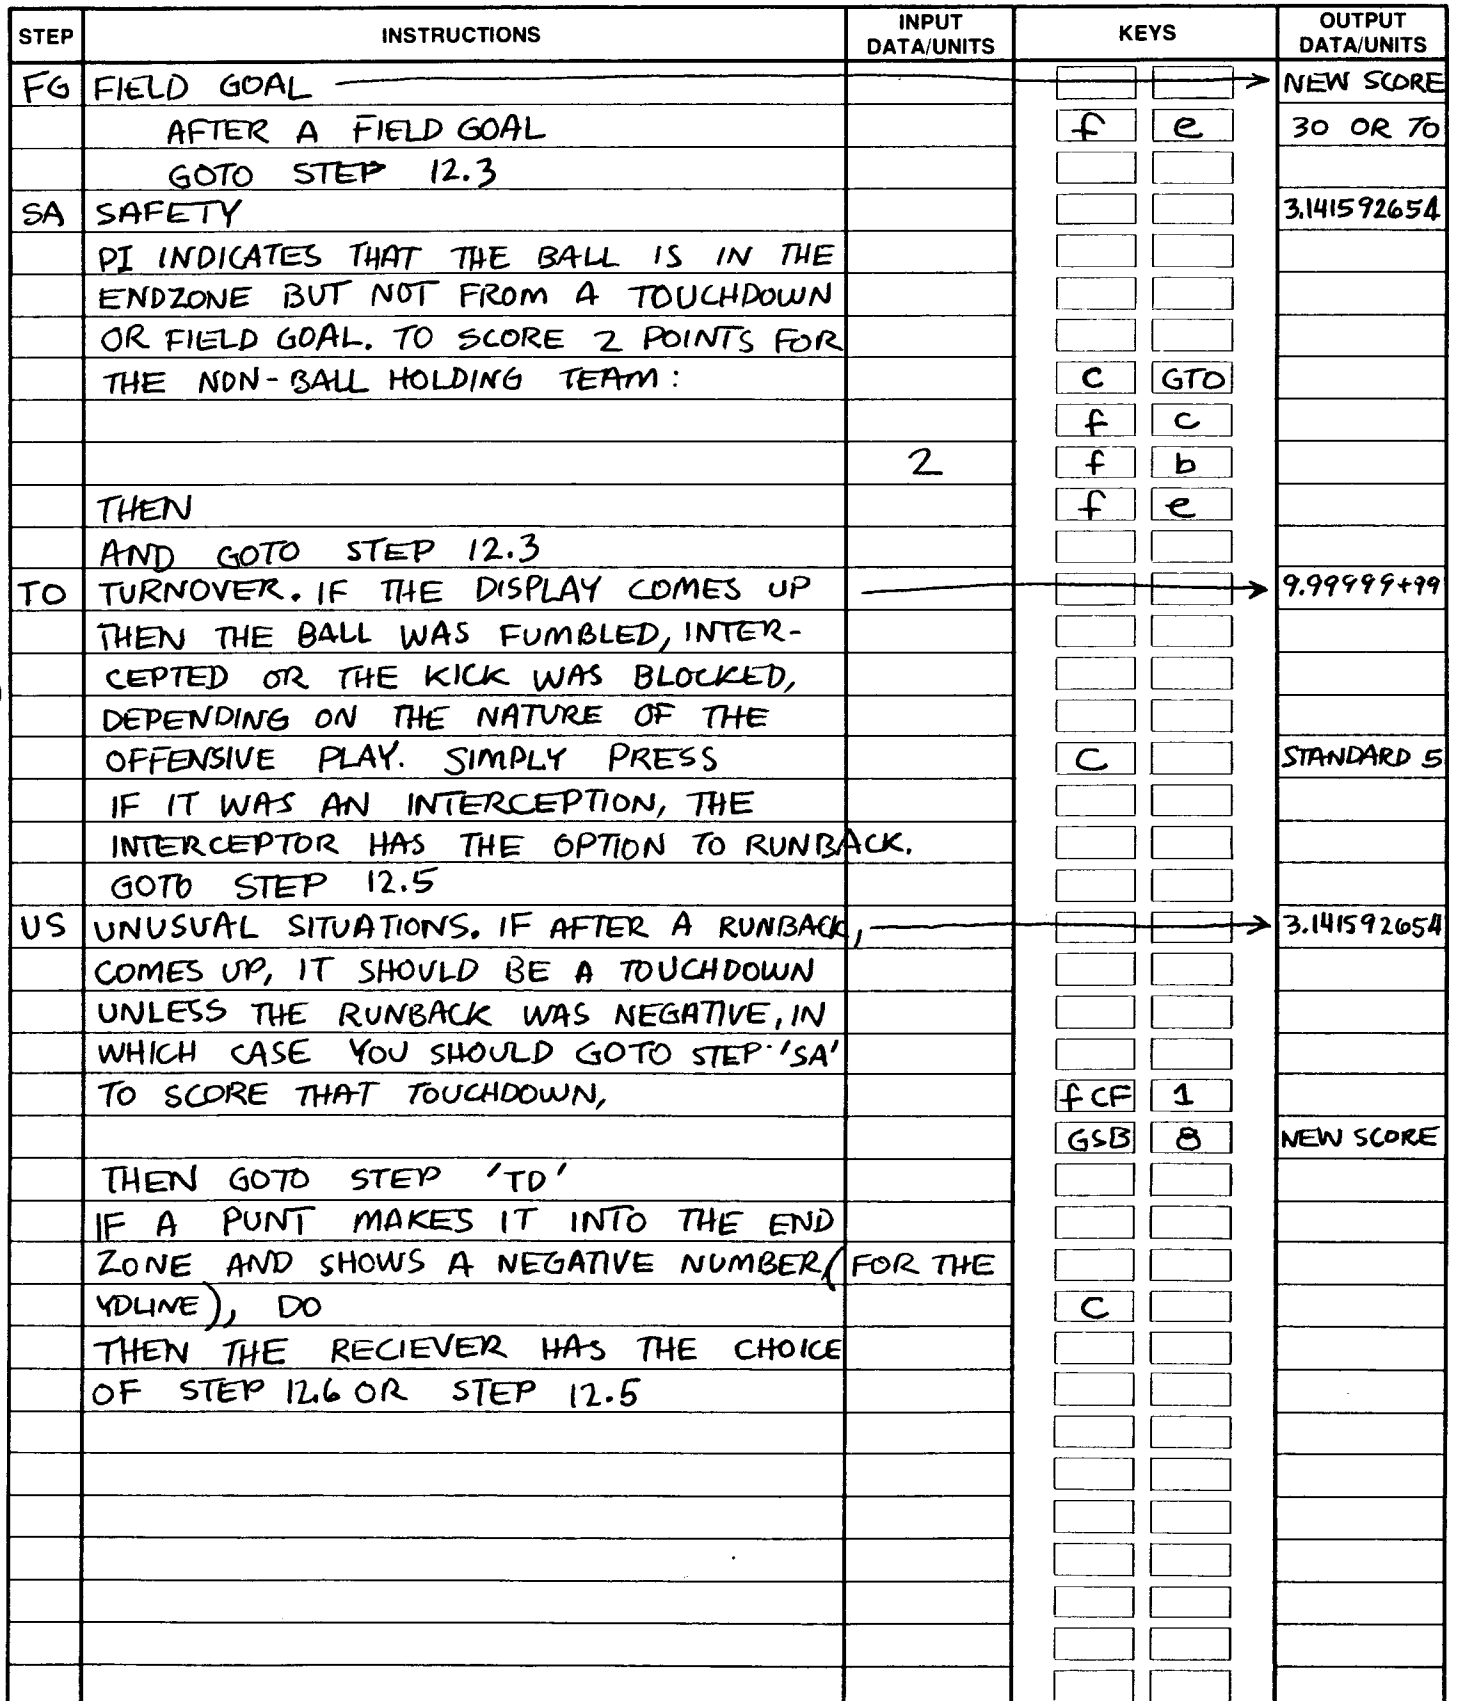 STEP INSTRUCTIONS INPUT DATA/UNITS KEYS OUTPUT DATA/UNITS
FG FIELD GOAL NEW SCORE
AFTER A FIELD GOAL f e 30 OR 70
GOTO STEP 12.3
SA SAFETY 3.141592654
PI INDICATES THAT THE BALL IS IN THE
ENDZONE BUT NOT FROM A TOUCHDOWN
OR FIELD GOAL. TO SCORE 2 POINTS FOR
THE NON-BALL HOLDING TEAM: C GTO
f c
2 f b
THEN f e
AND GOTO STEP 12.3
TO TURNOVER. IF THE DISPLAY COMES UP 9.99999+99
THEN THE BALL WAS FUMBLED, INTER-
CEPTED OR THE KICK WAS BLOCKED,
DEPENDING ON THE NATURE OF THE
OFFENSIVE PLAY. SIMPLY PRESS C STANDARD 5
IF IT WAS AN INTERCEPTION, THE
INTERCEPTOR HAS THE OPTION TO RUNBACK.
GOTO STEP 12.5
US UNUSUAL SITUATIONS. IF AFTER A RUNBACK, 3.141592654
COMES UP, IT SHOULD BE A TOUCHDOWN
UNLESS THE RUNBACK WAS NEGATIVE, IN
WHICH CASE YOU SHOULD GOTO STEP 'SA'
TO SCORE THAT TOUCHDOWN, f CF 1
GSB 8 NEW SCORE
THEN GOTO STEP 'TD'
IF A PUNT MAKES IT INTO THE END
ZONE AND SHOWS A NEGATIVE NUMBER (FOR THE
YDLINE), DO C
THEN THE RECIEVER HAS THE CHOICE
OF STEP 12.6 OR STEP 12.5